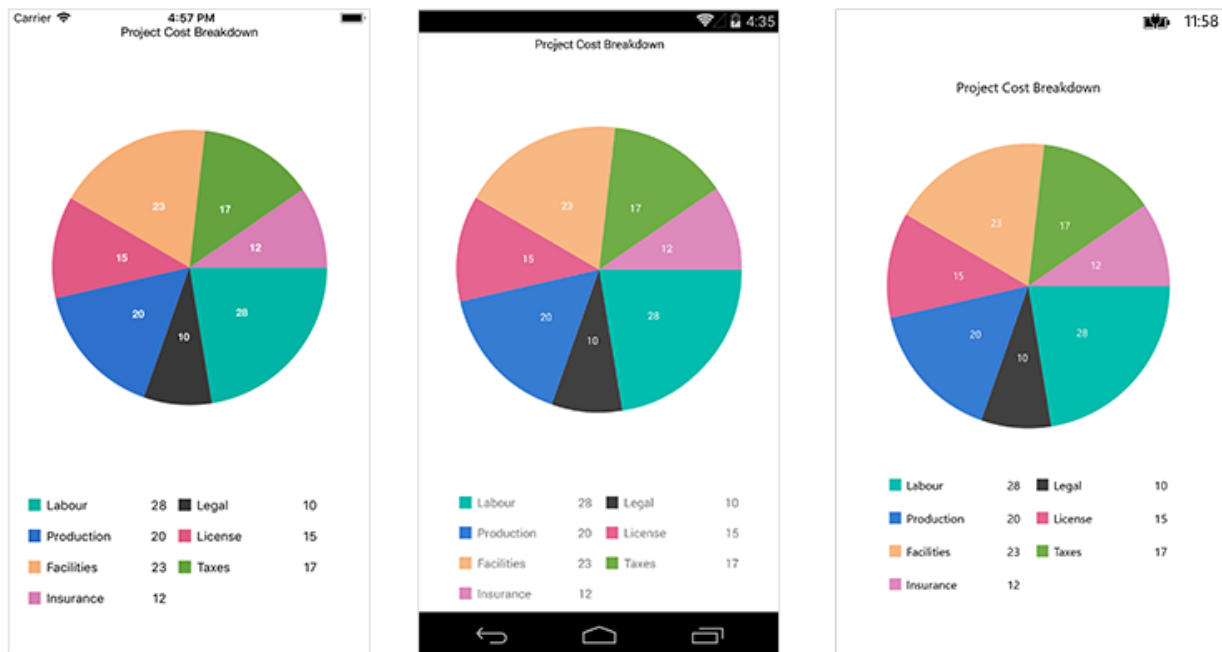 Carrier 4:57 PM
Project Cost Breakdown
23
17
15
12
20
28
10
Labour 28 Legal 10
Production 20 License 15
Facilities 23 Taxes 17
Insurance 12
4:35
Project Cost Breakdown
23
17
15
12
20
28
10
Labour 28 Legal 10
Production 20 License 15
Facilities 23 Taxes 17
Insurance 12
11:58
Project Cost Breakdown
23
17
15
12
20
28
10
Labour 28 Legal 10
Production 20 License 15
Facilities 23 Taxes 17
Insurance 12